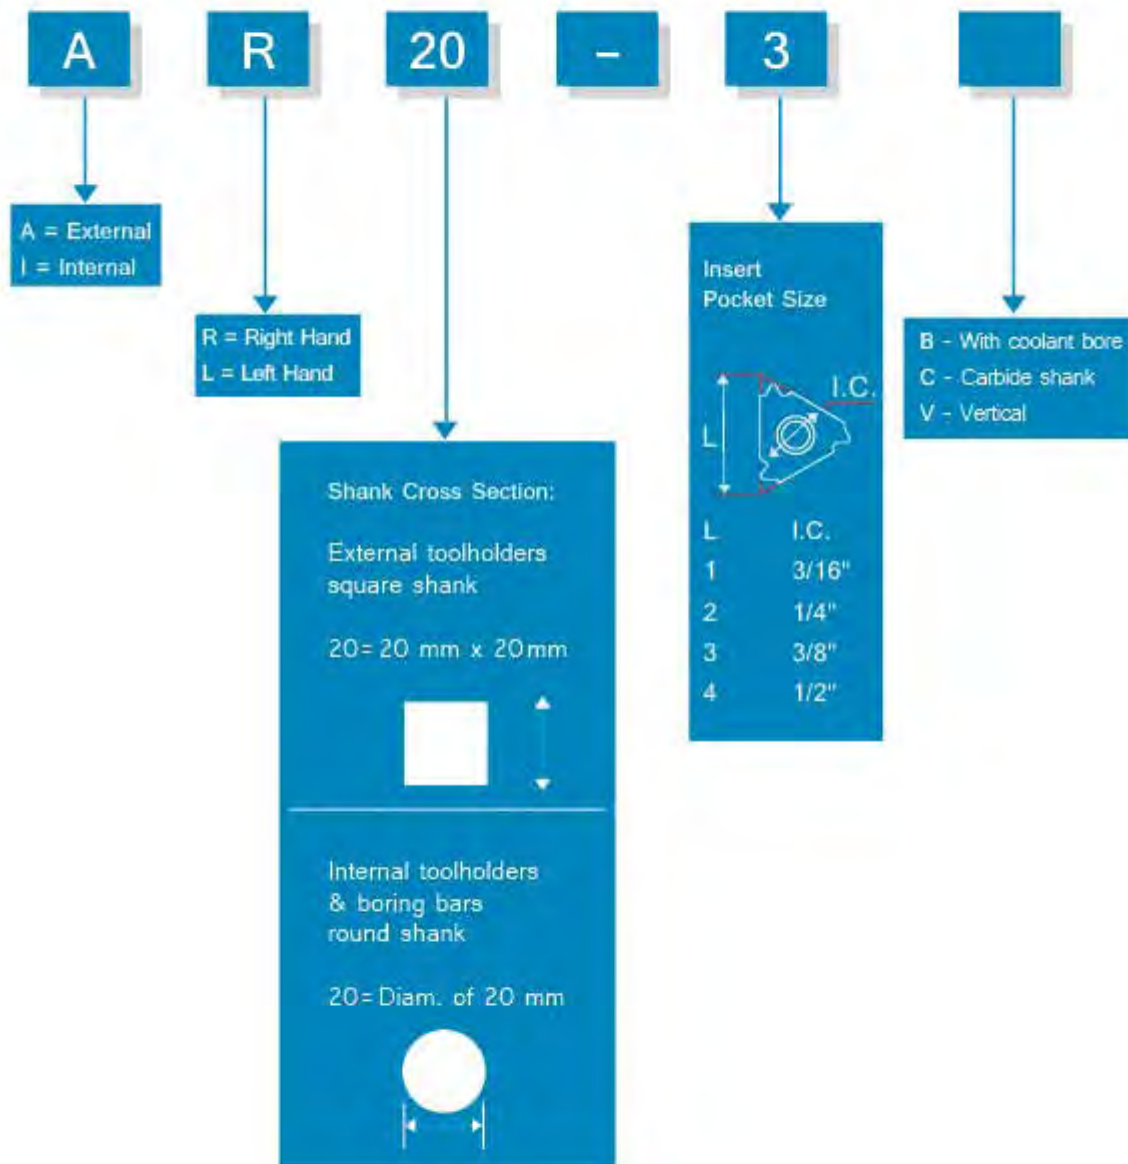 A R 20 – 3
A = External
I = Internal
R = Right Hand
L = Left Hand
Shank Cross Section:
External toolholders
square shank
20= 20 mm x 20mm
Internal toolholders
& boring bars
round shank
20= Diam. of 20 mm
Insert
Pocket Size
I.C.
L
L I.C.
1 3/16"
2 1/4"
3 3/8"
4 1/2"
B - With coolant bore
C - Carbide shank
V - Vertical